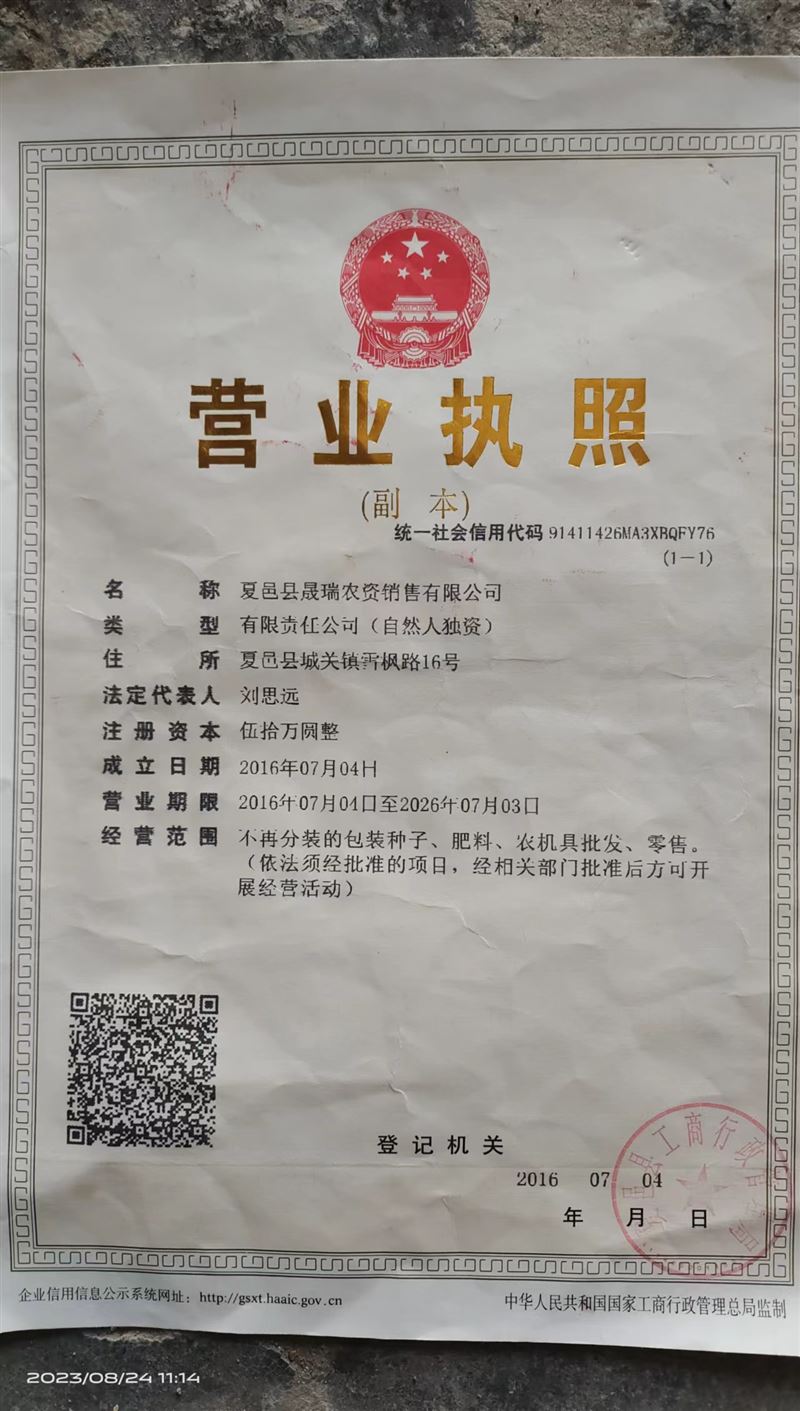 营业执照
(副 本)
统一社会信用代码 91411426MA3XBQFY76
(1-1)
名 称 夏邑县晟瑞农资销售有限公司
类 型 有限责任公司（自然人独资）
住 所 夏邑县城关镇雪枫路16号
法定代表人 刘思远
注册资本 伍拾万圆整
成立日期 2016年07月04日
营业期限 2016年07月04日至2026年07月03日
经营范围 不再分装的包装种子、肥料、农机具批发、零售。
（依法须经批准的项目，经相关部门批准后方可开
展经营活动）
登记机关
2016 07 04
年 月 日
县工商行政
企业信用信息公示系统网址：http://gsxt.haaic.gov.cn
中华人民共和国国家工商行政管理总局监制
2023/08/24 11:14